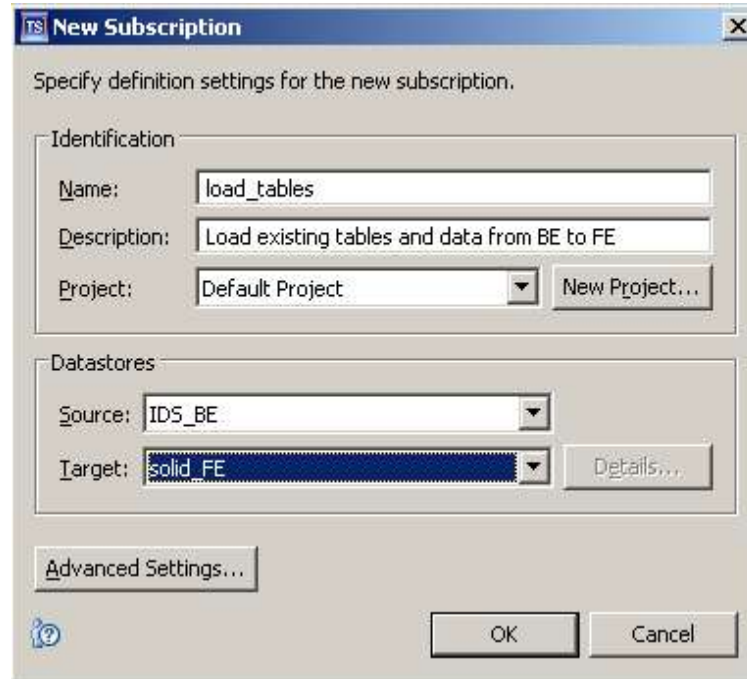 TS New Subscription
Specify definition settings for the new subscription.
Identification
Name: load_tables
Description: Load existing tables and data from BE to FE
Project: Default Project New Project...
Datastores
Source: IDS_BE
Target: solid_FE Details...
Advanced Settings...
OK Cancel